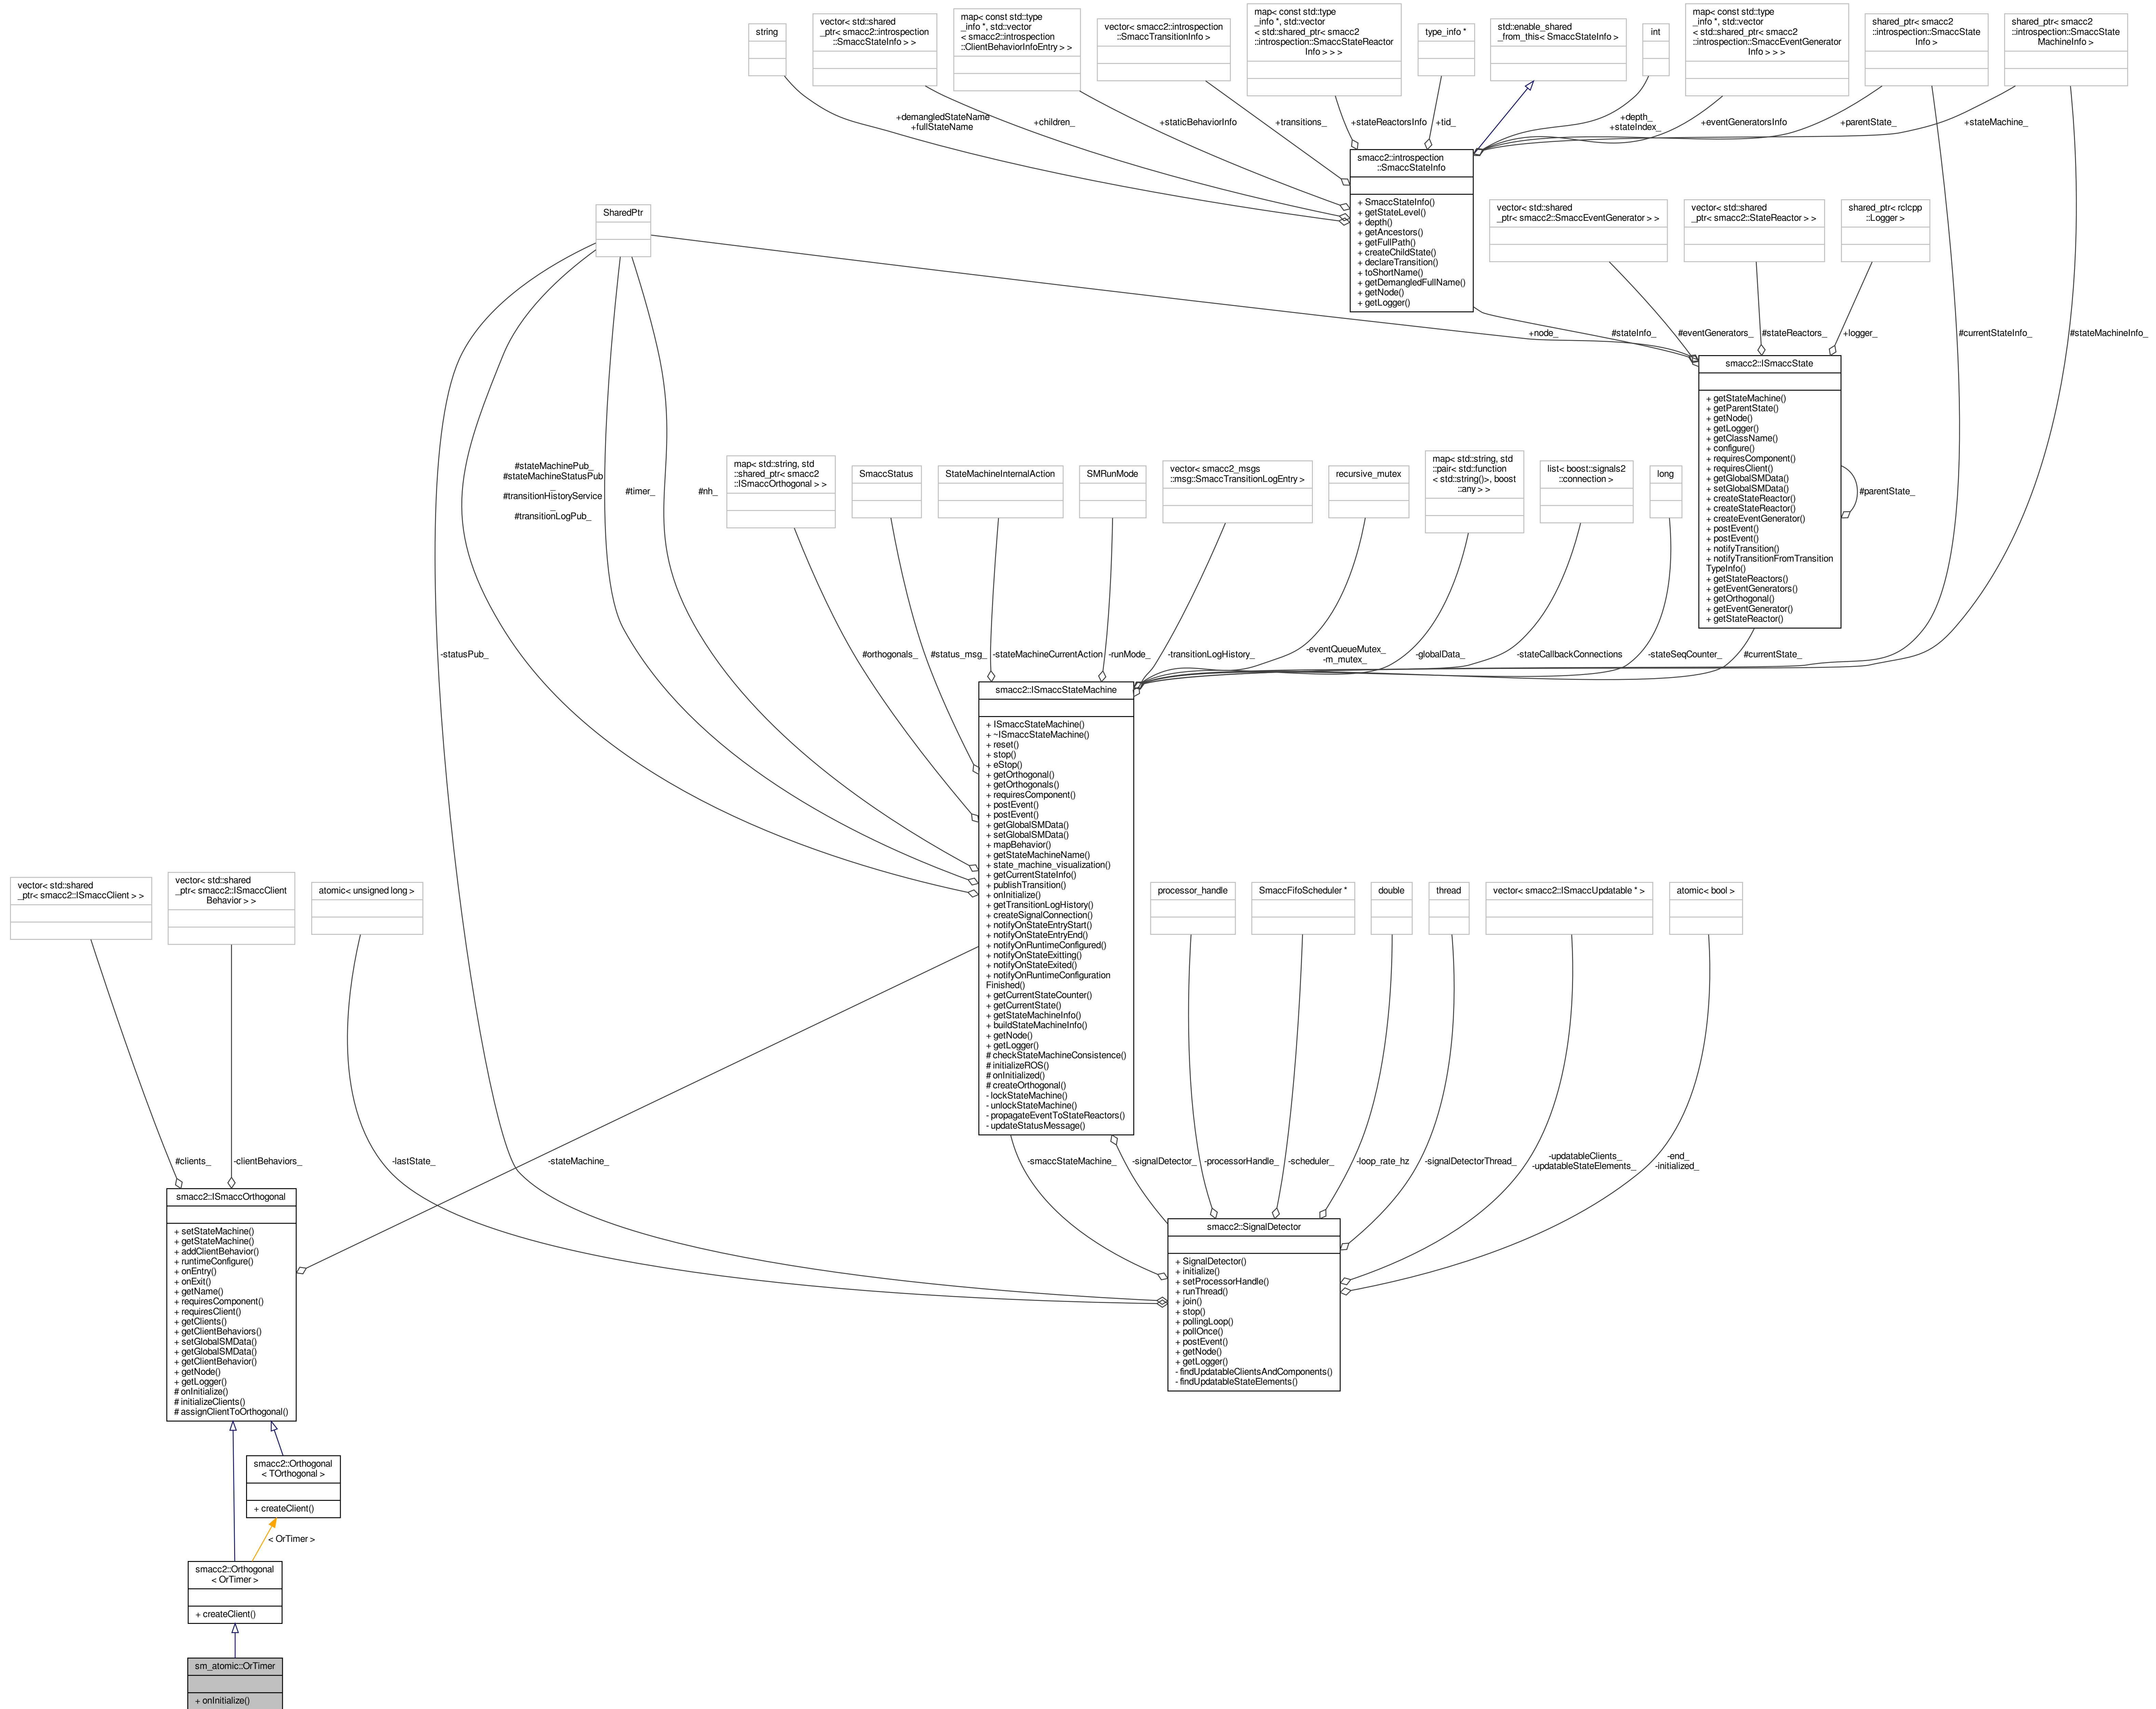 string
vector< std::shared
_ptr< smacc2::introspection
::SmaccStateInfo > >
map< const std::type
_info *, std::vector
< smacc2::introspection
::ClientBehaviorInfoEntry > >
vector< smacc2::introspection
::SmaccTransitionInfo >
map< const std::type
_info *, std::vector
< std::shared_ptr< smacc2
::introspection::SmaccStateReactor
Info > > >
type_info *
std::enable_shared
_from_this< SmaccStateInfo >
int
map< const std::type
_info *, std::vector
< std::shared_ptr< smacc2
::introspection::SmaccEventGenerator
Info > > >
shared_ptr< smacc2
::introspection::SmaccState
Info >
shared_ptr< smacc2
::introspection::SmaccState
MachineInfo >
+demangledStateName
+fullStateName
+children_
+staticBehaviorInfo
+transitions_
+stateReactorsInfo
+tid_
+depth_
+stateIndex_
+eventGeneratorsInfo
+parentState_
+stateMachine_
smacc2::introspection
::SmaccStateInfo
+ SmaccStateInfo()
+ getStateLevel()
+ depth()
+ getAncestors()
+ getFullPath()
+ createChildState()
+ declareTransition()
+ toShortName()
+ getDemangledFullName()
+ getNode()
+ getLogger()
SharedPtr
vector< std::shared
_ptr< smacc2::SmaccEventGenerator > >
vector< std::shared
_ptr< smacc2::StateReactor > >
shared_ptr< rclcpp
::Logger >
+node_
#stateInfo_
#eventGenerators_
#stateReactors_
+logger_
#currentStateInfo_
#stateMachineInfo_
smacc2::ISmaccState
+ getStateMachine()
+ getParentState()
+ getNode()
+ getLogger()
+ getClassName()
+ configure()
+ requiresComponent()
+ requiresClient()
+ getGlobalSMData()
+ setGlobalSMData()
+ createStateReactor()
+ createStateReactor()
+ createEventGenerator()
+ postEvent()
+ postEvent()
+ notifyTransition()
+ notifyTransitionFromTransition
TypeInfo()
+ getStateReactors()
+ getEventGenerators()
+ getOrthogonal()
+ getEventGenerator()
+ getStateReactor()
#parentState_
#stateMachinePub_
#stateMachineStatusPub
_
#transitionHistoryService
_
#transitionLogPub_
#timer_
#nh_
map< std::string, std
::shared_ptr< smacc2
::ISmaccOrthogonal > >
SmaccStatus
StateMachineInternalAction
SMRunMode
vector< smacc2_msgs
::msg::SmaccTransitionLogEntry >
recursive_mutex
map< std::string, std
::pair< std::function
< std::string()>, boost
::any > >
list< boost::signals2
::connection >
long
-statusPub_
#orthogonals_
#status_msg_
-stateMachineCurrentAction
-runMode_
-transitionLogHistory_
-eventQueueMutex_
-m_mutex_
-globalData_
-stateCallbackConnections
-stateSeqCounter_
#currentState_
smacc2::ISmaccStateMachine
+ ISmaccStateMachine()
+ ~ISmaccStateMachine()
+ reset()
+ stop()
+ eStop()
+ getOrthogonal()
+ getOrthogonals()
+ requiresComponent()
+ postEvent()
+ postEvent()
+ getGlobalSMData()
+ setGlobalSMData()
+ mapBehavior()
+ getStateMachineName()
+ state_machine_visualization()
+ getCurrentStateInfo()
+ publishTransition()
+ onInitialize()
+ getTransitionLogHistory()
+ createSignalConnection()
+ notifyOnStateEntryStart()
+ notifyOnStateEntryEnd()
+ notifyOnRuntimeConfigured()
+ notifyOnStateExitting()
+ notifyOnStateExited()
+ notifyOnRuntimeConfiguration
Finished()
+ getCurrentStateCounter()
+ getCurrentState()
+ getStateMachineInfo()
+ buildStateMachineInfo()
+ getNode()
+ getLogger()
# checkStateMachineConsistence()
# initializeROS()
# onInitialized()
# createOrthogonal()
- lockStateMachine()
- unlockStateMachine()
- propagateEventToStateReactors()
- updateStatusMessage()
vector< std::shared
_ptr< smacc2::ISmaccClient > >
vector< std::shared
_ptr< smacc2::ISmaccClient
Behavior > >
atomic< unsigned long >
processor_handle
SmaccFifoScheduler *
double
thread
vector< smacc2::ISmaccUpdatable * >
atomic< bool >
#clients_
-clientBehaviors_
-lastState_
-stateMachine_
-smaccStateMachine_
-signalDetector_
-processorHandle_
-scheduler_
-loop_rate_hz
-signalDetectorThread_
-updatableClients_
-updatableStateElements_
-end_
-initialized_
smacc2::ISmaccOrthogonal
+ setStateMachine()
+ getStateMachine()
+ addClientBehavior()
+ runtimeConfigure()
+ onEntry()
+ onExit()
+ getName()
+ requiresComponent()
+ requiresClient()
+ getClients()
+ getClientBehaviors()
+ setGlobalSMData()
+ getGlobalSMData()
+ getClientBehavior()
+ getNode()
+ getLogger()
# onInitialize()
# initializeClients()
# assignClientToOrthogonal()
smacc2::SignalDetector
+ SignalDetector()
+ initialize()
+ setProcessorHandle()
+ runThread()
+ join()
+ stop()
+ pollingLoop()
+ pollOnce()
+ postEvent()
+ getNode()
+ getLogger()
- findUpdatableClientsAndComponents()
- findUpdatableStateElements()
smacc2::Orthogonal
< TOrthogonal >
+ createClient()
< OrTimer >
smacc2::Orthogonal
< OrTimer >
+ createClient()
sm_atomic::OrTimer
+ onInitialize()